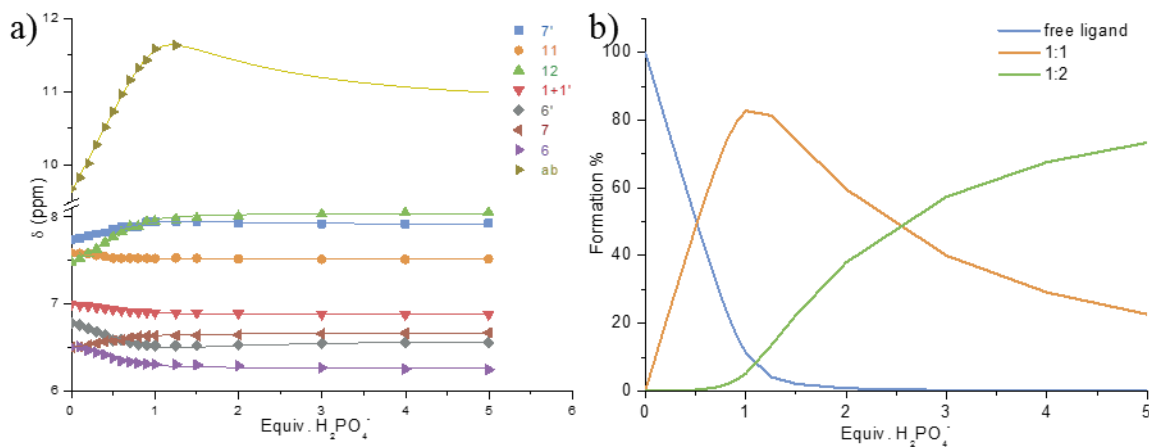 a)
12
11
10
8
7
6
δ (ppm)
0 1 2 3 4 5 6
Equiv. H₂PO₄⁻
7'
11
12
1+1'
6'
7
6
ab
b)
100
80
60
40
20
0
Formation %
0 1 2 3 4 5
Equiv. H₂PO₄⁻
free ligand
1:1
1:2